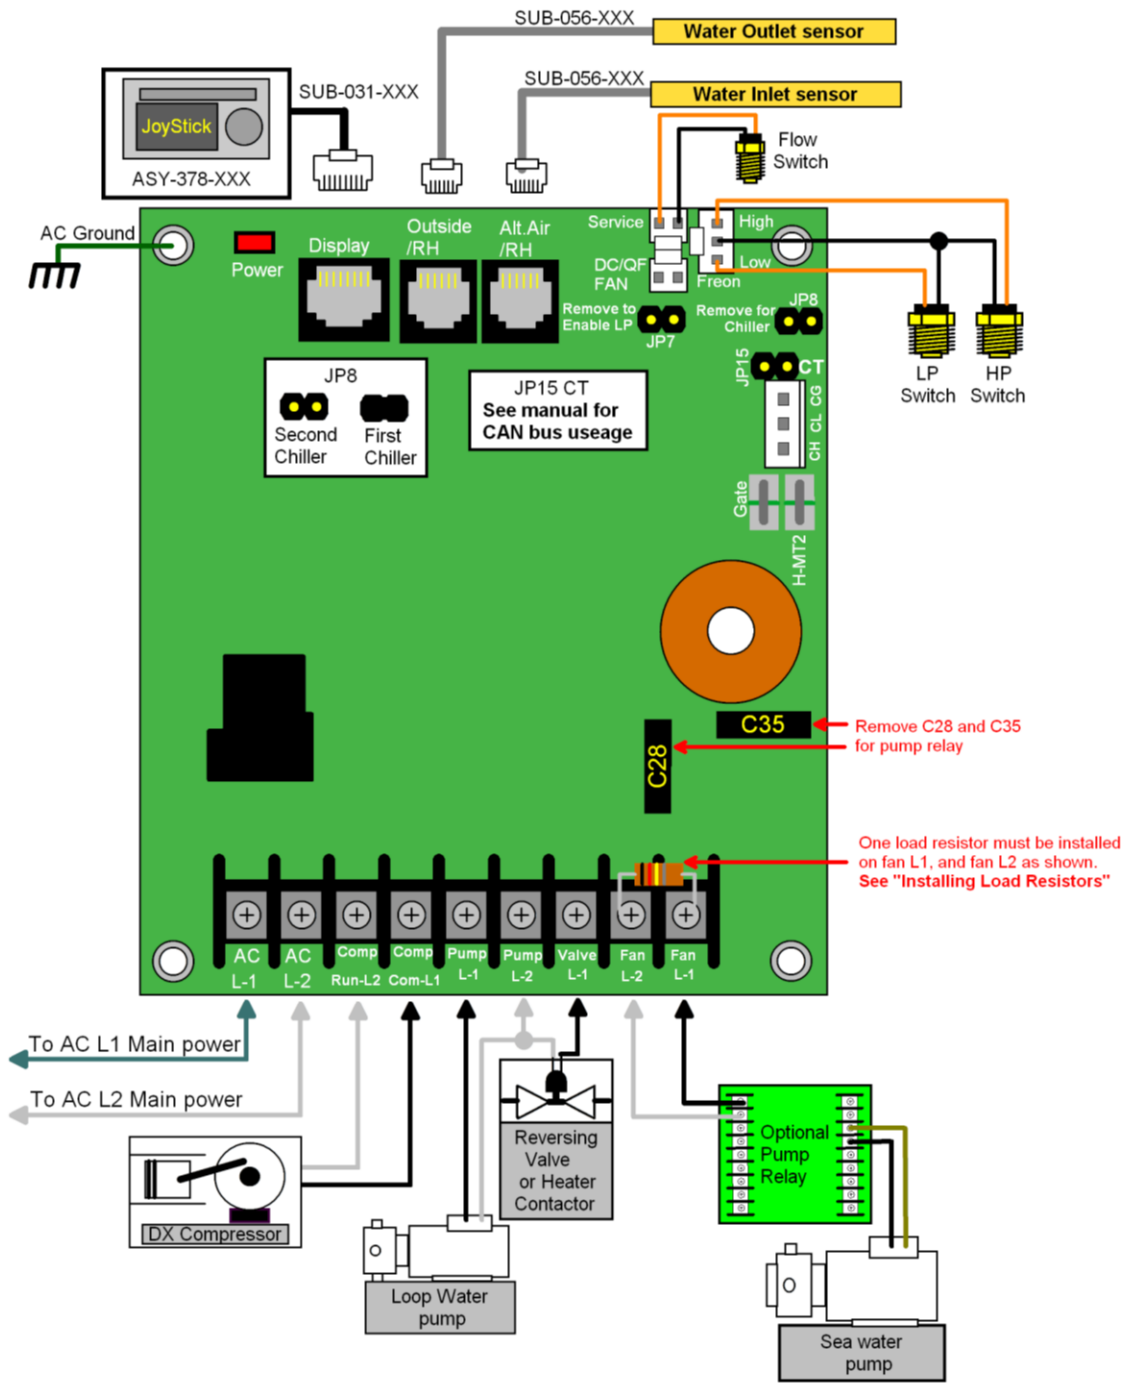 SUB-056-XXX
Water Outlet sensor
SUB-056-XXX
Water Inlet sensor
SUB-031-XXX
JoyStick
ASY-378-XXX
Flow
Switch
AC Ground
Power
Display
Outside
/RH
Alt.Air
/RH
Service
DC/QF
FAN
High
Low
Freon
Remove to
Enable LP
JP7
Remove for
Chiller
JP8
LP
Switch
HP
Switch
JP15
CT
CG
CL
CH
JP8
Second
Chiller
First
Chiller
JP15 CT
See manual for
CAN bus useage
Gate
H-MT2
C35
C28
Remove C28 and C35
for pump relay
One load resistor must be installed
on fan L1, and fan L2 as shown.
See "Installing Load Resistors"
AC
L-1
AC
L-2
Comp
Run-L2
Comp
Com-L1
Pump
L-1
Pump
L-2
Valve
L-1
Fan
L-2
Fan
L-1
To AC L1 Main power
To AC L2 Main power
DX Compressor
Loop Water
pump
Reversing
Valve
or Heater
Contactor
Optional
Pump
Relay
Sea water
pump